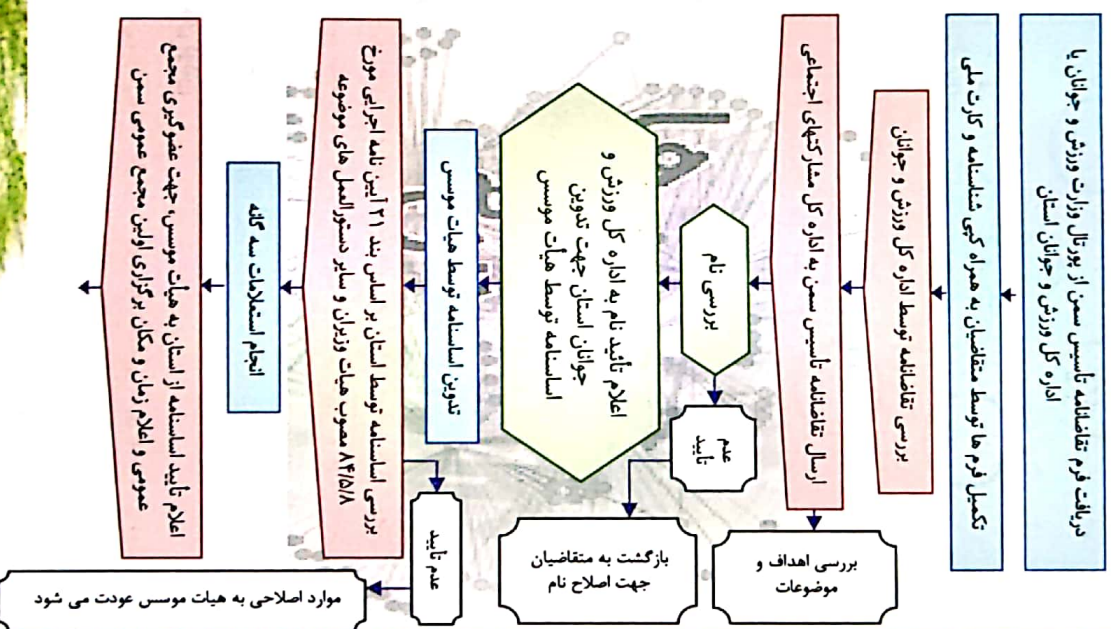 دریافت فرم تقاضانامه تأسیس سمن از پورتال وزارت ورزش و جوانان یا
اداره کل ورزش و جوانان استان
تکمیل فرم ها توسط متقاضیان به همراه کپی شناسنامه و کارت ملی
بررسی تقاضانامه توسط اداره کل ورزش و جوانان
ارسال تقاضانامه تأسیس سمن به اداره کل مشارکتهای اجتماعی
بررسی اهداف و
موضوعات
بررسی نام
عدم
تایید
بازگشت به متقاضیان
جهت اصلاح نام
اعلام تأئید نام به اداره کل ورزش و
جوانان استان جهت تدوین
اساسنامه توسط هیأت موسس
تدوین اساسنامه توسط هیات موسس
بررسی اساسنامه توسط استان بر اساس بند ۲۱ آیین نامه اجرایی مورخ
۸۴/۵/۸ مصوب هیات وزیران و سایر دستورالعمل های موضوعه
عدم تایید
موارد اصلاحی به هیات موسس عودت می شود
انجام استعلامات سه گانه
اعلام تأیید اساسنامه از استان به هیأت موسس، جهت عضوگیری مجمع
عمومی و اعلام زمان و مکان برگزاری اولین مجمع عمومی سمن